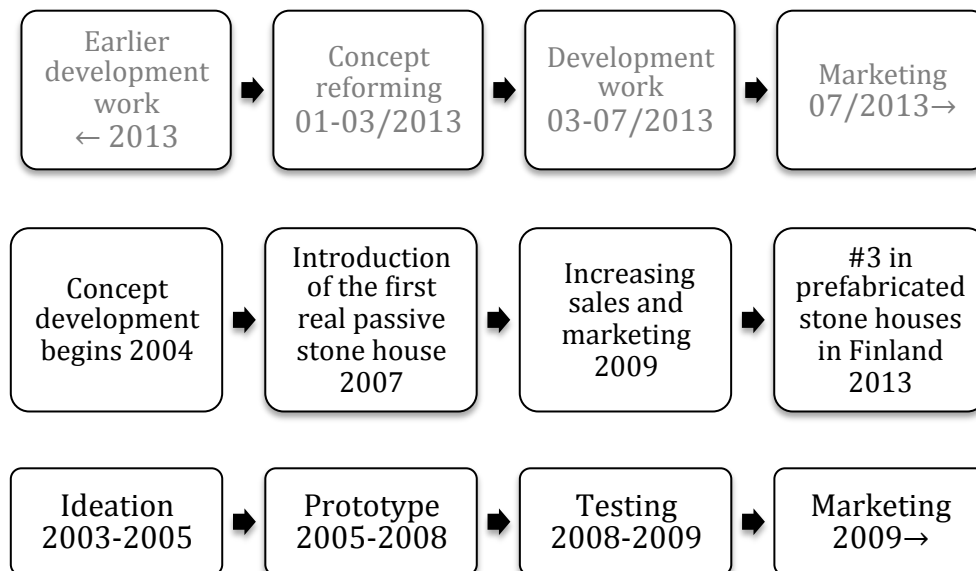 Earlier
development
work
← 2013
Concept
reforming
01-03/2013
Development
work
03-07/2013
Marketing
07/2013→
Concept
development
begins 2004
Introduction
of the first
real passive
stone house
2007
Increasing
sales and
marketing
2009
#3 in
prefabricated
stone houses
in Finland
2013
Ideation
2003-2005
Prototype
2005-2008
Testing
2008-2009
Marketing
2009→